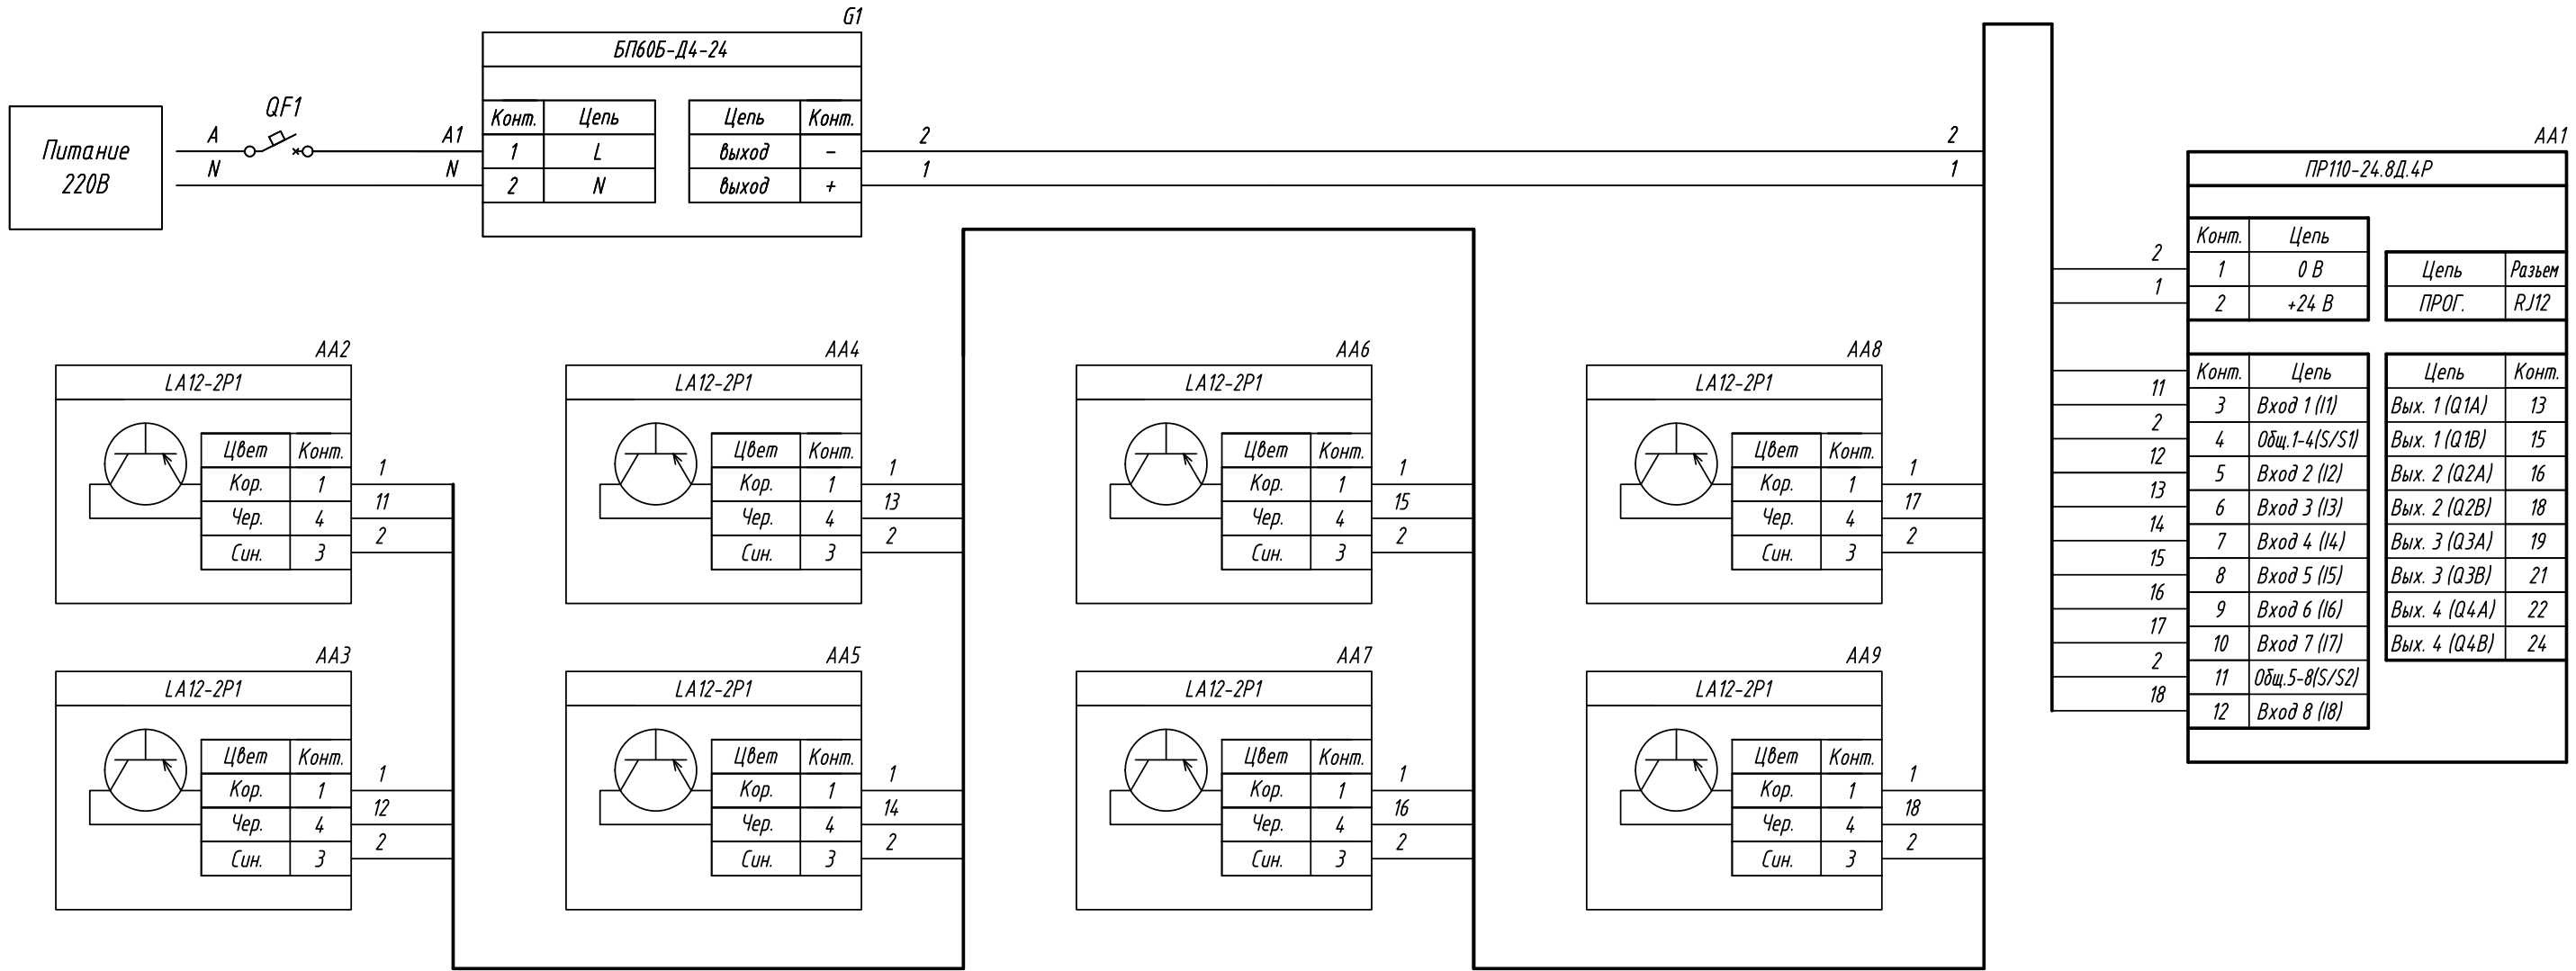 G1
БП60Б-Д4-24
Питание
220В
A
QF1
A1
N
N
Конт. Цепь
1 L
2 N
Цепь Конт.
выход -
выход +
2
1
2
1
AA1
ПР110-24.8Д.4Р
Конт. Цепь
2 1 0 В
1 2 +24 В
Цепь Разъем
ПРОГ. RJ12
Конт. Цепь
11 3 Вход 1 (I1)
2 4 Общ.1-4(S/S1)
12 5 Вход 2 (I2)
13 6 Вход 3 (I3)
14 7 Вход 4 (I4)
15 8 Вход 5 (I5)
16 9 Вход 6 (I6)
17 10 Вход 7 (I7)
2 11 Общ.5-8(S/S2)
18 12 Вход 8 (I8)
Цепь Конт.
Вых. 1 (Q1A) 13
Вых. 1 (Q1B) 15
Вых. 2 (Q2A) 16
Вых. 2 (Q2B) 18
Вых. 3 (Q3A) 19
Вых. 3 (Q3B) 21
Вых. 4 (Q4A) 22
Вых. 4 (Q4B) 24
AA2
LA12-2P1
Цвет Конт.
Кор. 1 1
Чер. 4 11
Син. 3 2
AA4
LA12-2P1
Цвет Конт.
Кор. 1 1
Чер. 4 13
Син. 3 2
AA6
LA12-2P1
Цвет Конт.
Кор. 1 1
Чер. 4 15
Син. 3 2
AA8
LA12-2P1
Цвет Конт.
Кор. 1 1
Чер. 4 17
Син. 3 2
AA3
LA12-2P1
Цвет Конт.
Кор. 1 1
Чер. 4 12
Син. 3 2
AA5
LA12-2P1
Цвет Конт.
Кор. 1 1
Чер. 4 14
Син. 3 2
AA7
LA12-2P1
Цвет Конт.
Кор. 1 1
Чер. 4 16
Син. 3 2
AA9
LA12-2P1
Цвет Конт.
Кор. 1 1
Чер. 4 18
Син. 3 2